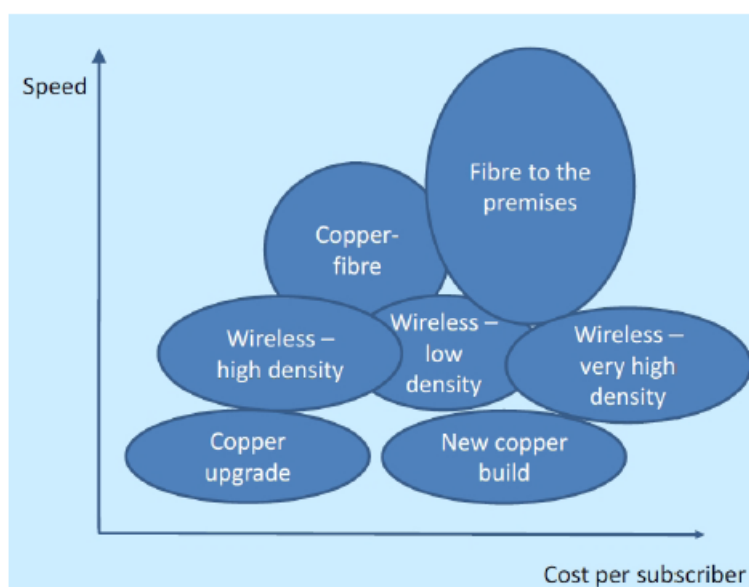 Speed
Fibre to the
premises
Copper-
fibre
Wireless –
high density
Wireless –
low
density
Wireless –
very high
density
Copper
upgrade
New copper
build
Cost per subscriber